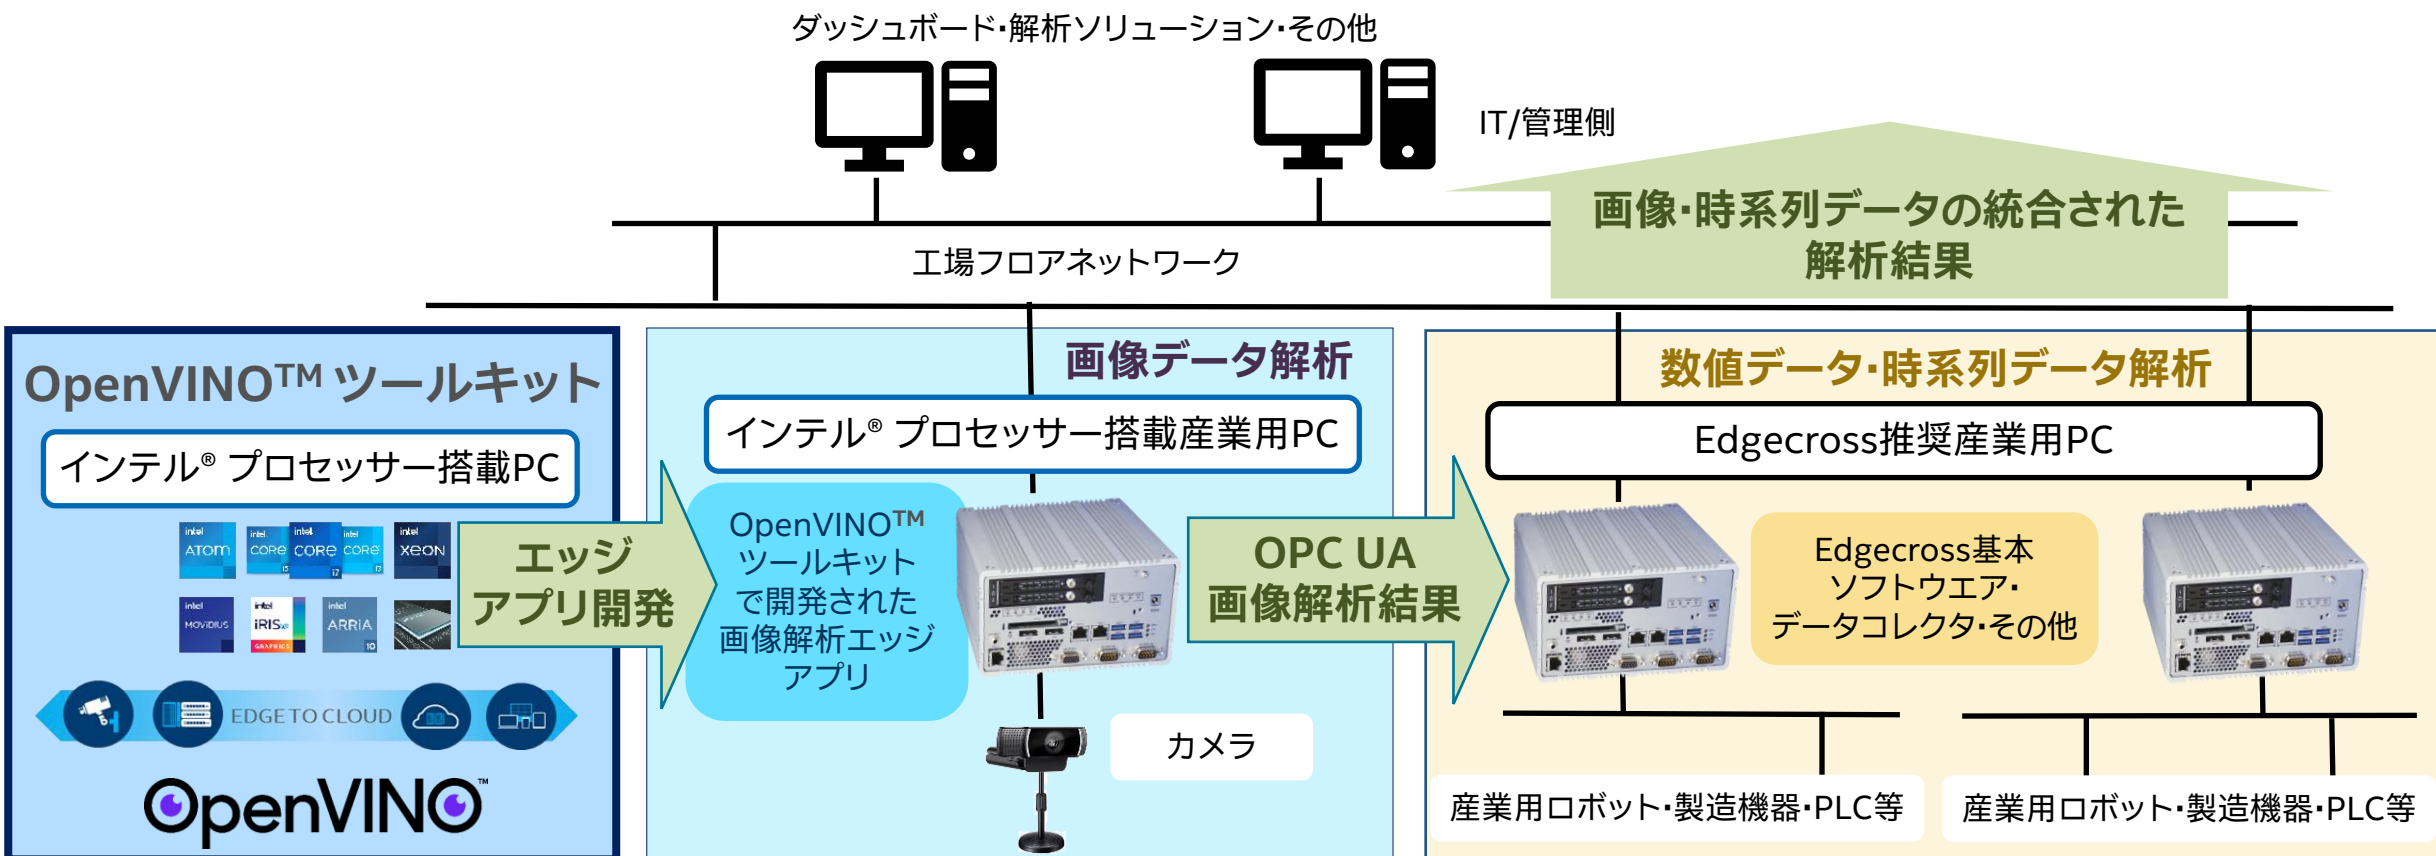 ダッシュボード・解析ソリューション・その他
IT/管理側
画像・時系列データの統合された
解析結果
工場フロアネットワーク
OpenVINO™ ツールキット
インテル® プロセッサー搭載PC
intel
ATOM
intel
CORE
i5
intel
CORE
i7
intel
CORE
i3
intel
XEON
intel
MOVIDIUS
intel
iRISxe
GRAPHICS
intel
ARRIA
10
EDGE TO CLOUD
OpenVINO™
エッジ
アプリ開発
画像データ解析
インテル® プロセッサー搭載産業用PC
OpenVINO™
ツールキット
で開発された
画像解析エッジ
アプリ
カメラ
OPC UA
画像解析結果
数値データ・時系列データ解析
Edgecross推奨産業用PC
Edgecross基本
ソフトウエア・
データコレクタ・その他
産業用ロボット・製造機器・PLC等
産業用ロボット・製造機器・PLC等